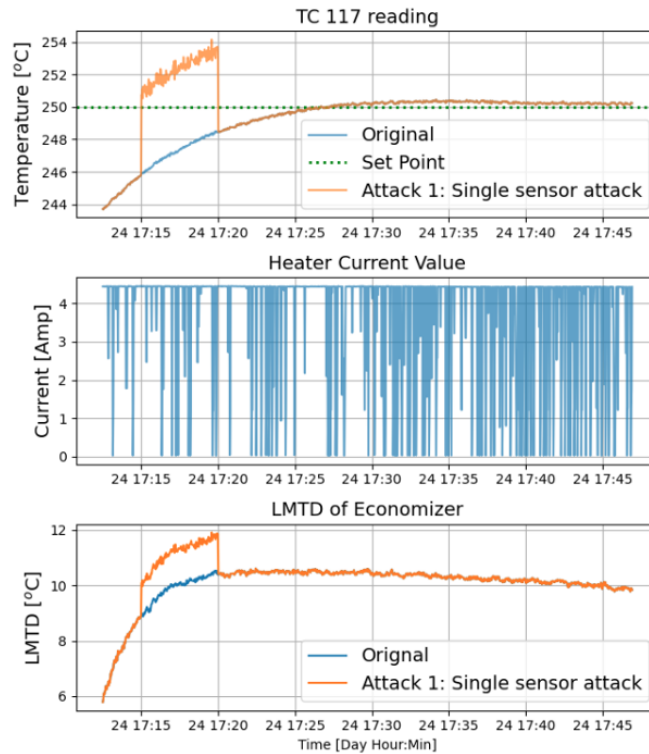 TC 117 reading
Temperature [°C]
254
252
250
248
246
244
Original
Set Point
Attack 1: Single sensor attack
24 17:15 24 17:20 24 17:25 24 17:30 24 17:35 24 17:40 24 17:45
Heater Current Value
Current [Amp]
4
3
2
1
0
24 17:15 24 17:20 24 17:25 24 17:30 24 17:35 24 17:40 24 17:45
LMTD of Economizer
LMTD [°C]
12
10
8
6
Orignal
Attack 1: Single sensor attack
24 17:15 24 17:20 24 17:25 24 17:30 24 17:35 24 17:40 24 17:45
Time [Day Hour:Min]